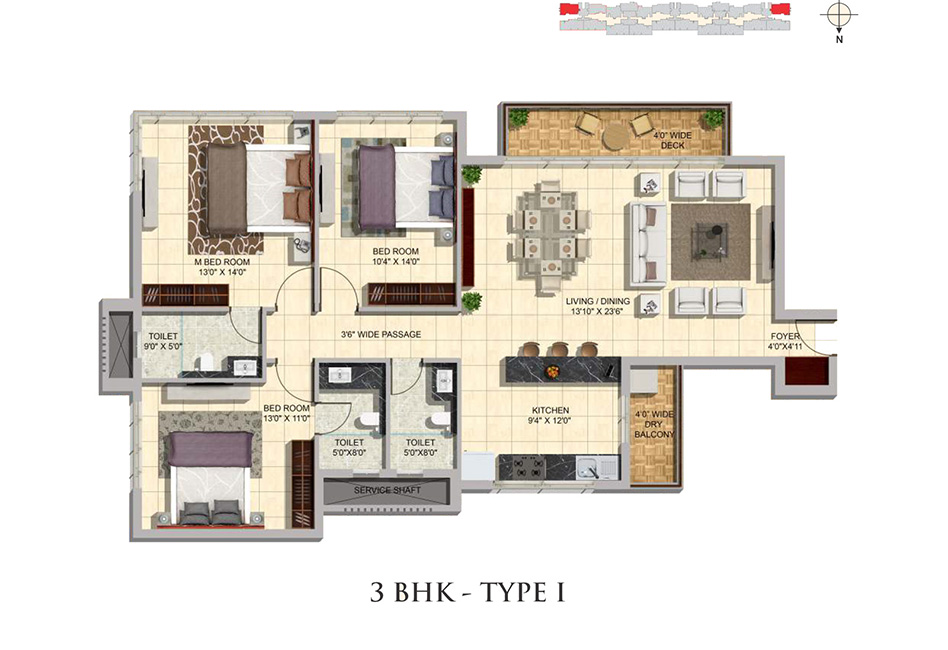 N
4'0" WIDE
DECK
M BED ROOM
13'0" X 14'0"
BED ROOM
10'4" X 14'0"
LIVING / DINING
13'10" X 23'6"
TOILET
9'0" X 5'0"
3'6" WIDE PASSAGE
FOYER
4'0"X4'11
BED ROOM
13'0" X 11'0"
KITCHEN
9'4" X 12'0"
4'0" WIDE
DRY
BALCONY
TOILET
5'0"X8'0"
TOILET
5'0"X8'0"
SERVICE SHAFT
3 BHK - TYPE I